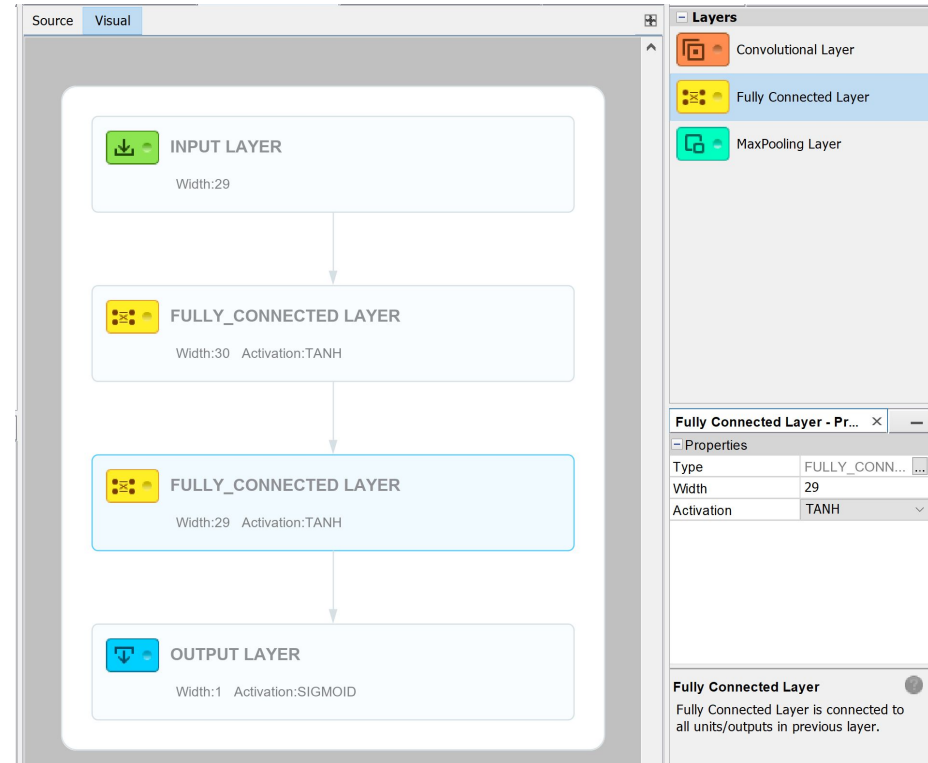 Source Visual
INPUT LAYER
Width:29
FULLY_CONNECTED LAYER
Width:30 Activation:TANH
FULLY_CONNECTED LAYER
Width:29 Activation:TANH
OUTPUT LAYER
Width:1 Activation:SIGMOID
Layers
Convolutional Layer
Fully Connected Layer
MaxPooling Layer
Fully Connected Layer - Pr...
Properties
Type FULLY_CONN... ...
Width 29
Activation TANH
Fully Connected Layer
Fully Connected Layer is connected to
all units/outputs in previous layer.